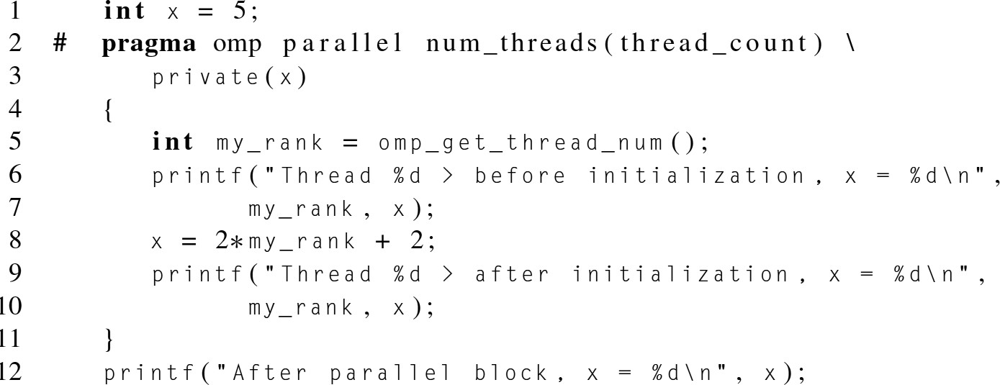 1 int x = 5;
2 # pragma omp parallel num_threads(thread_count) \
3 private(x)
4 {
5 int my_rank = omp_get_thread_num();
6 printf("Thread %d > before initialization, x = %d\n",
7 my_rank, x);
8 x = 2*my_rank + 2;
9 printf("Thread %d > after initialization, x = %d\n",
10 my_rank, x);
11 }
12 printf("After parallel block, x = %d\n", x);